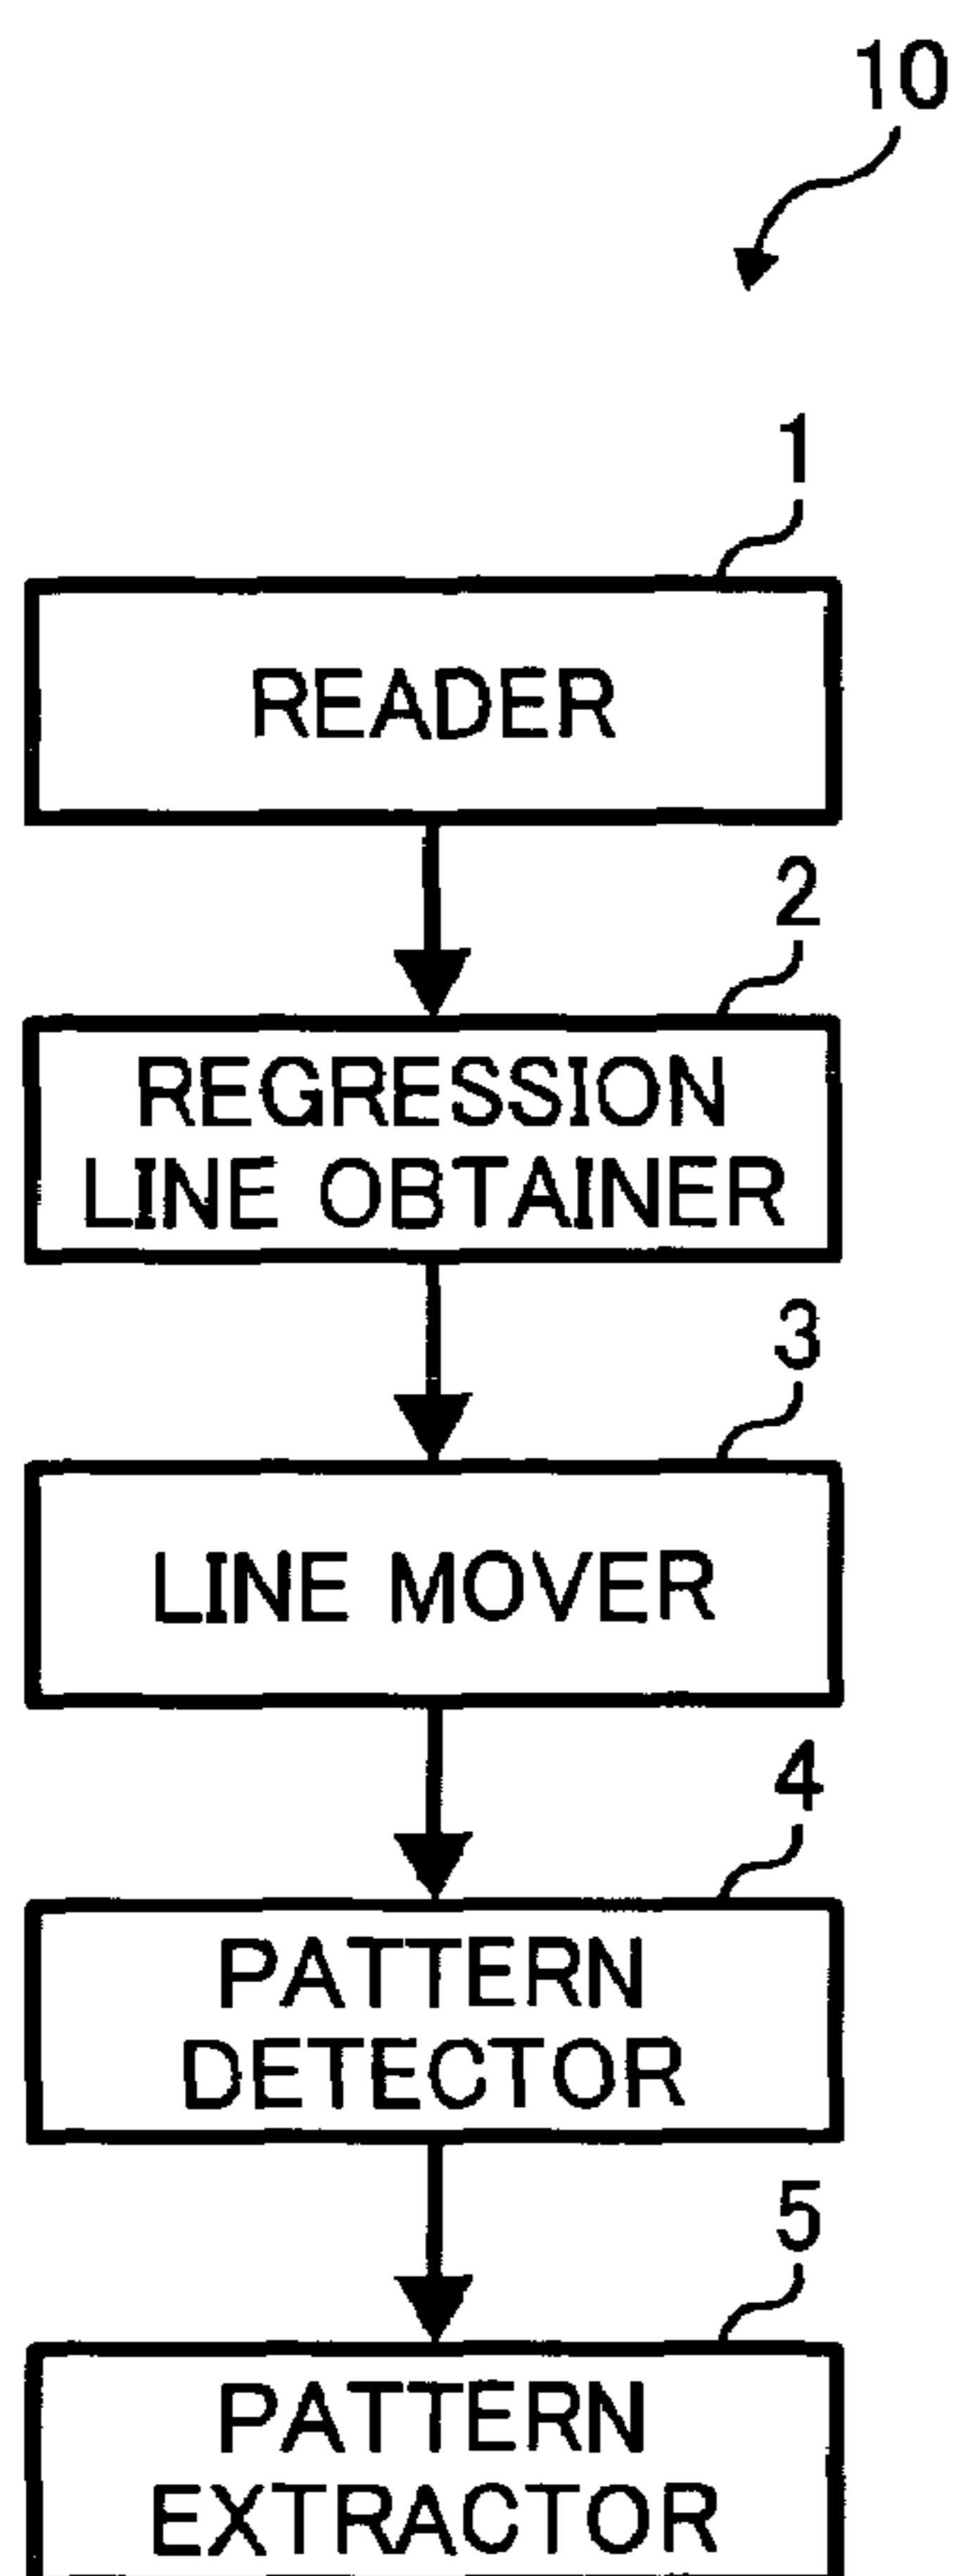 10
1
READER
2
REGRESSION
LINE OBTAINER
3
LINE MOVER
4
PATTERN
DETECTOR
5
PATTERN
EXTRACTOR